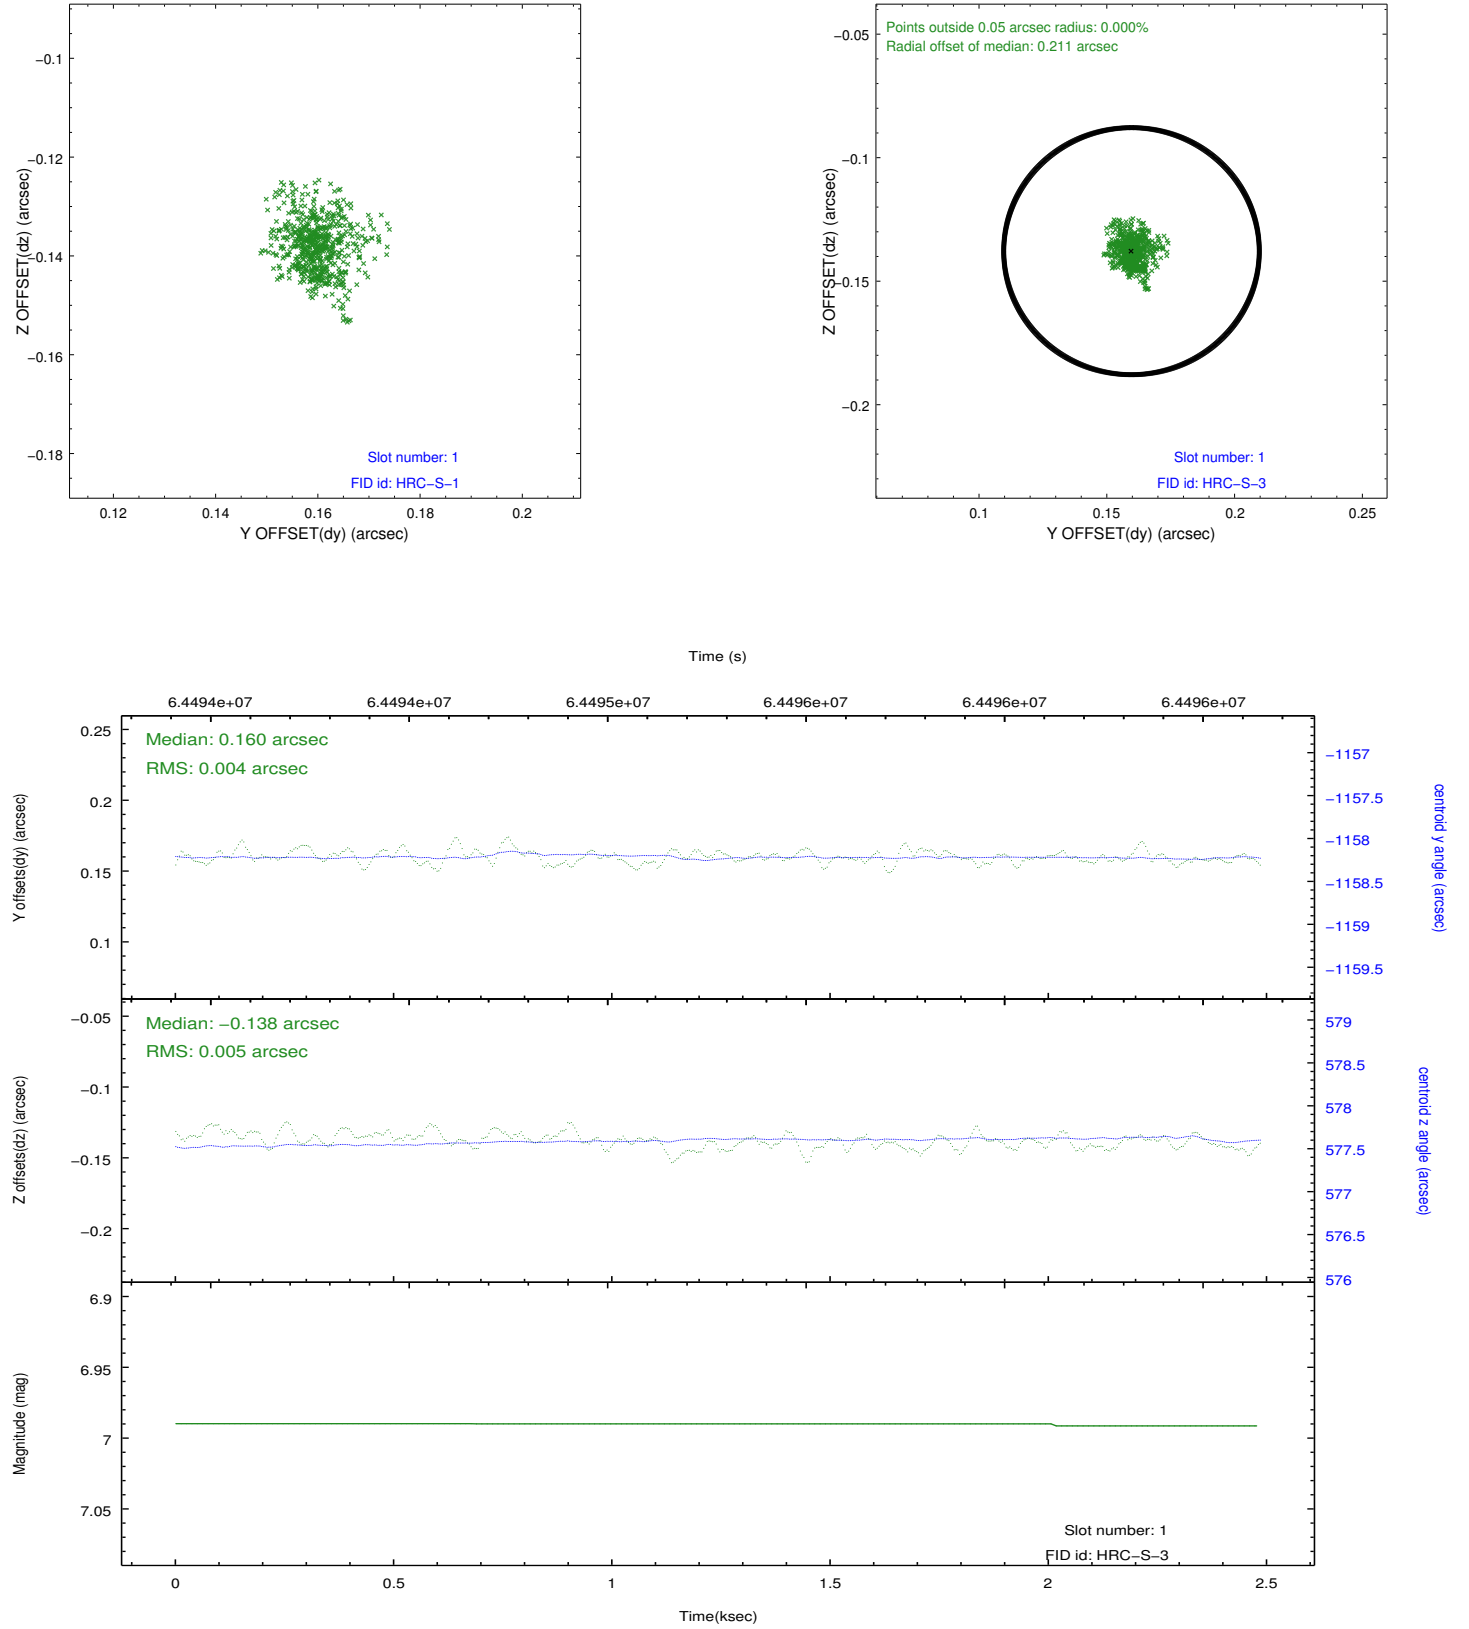 −0.1
−0.12
−0.14
−0.16
−0.18
Z OFFSET(dz) (arcsec)
Slot number: 1
FID id: HRC−S−1
0.12
0.14
0.16
0.18
0.2
Y OFFSET(dy) (arcsec)
Points outside 0.05 arcsec radius: 0.000%
Radial offset of median: 0.211 arcsec
−0.05
−0.1
−0.15
−0.2
Z OFFSET(dz) (arcsec)
Slot number: 1
FID id: HRC−S−3
0.1
0.15
0.2
0.25
Y OFFSET(dy) (arcsec)
Time (s)
6.4494e+07
6.4494e+07
6.4495e+07
6.4496e+07
6.4496e+07
6.4496e+07
Median: 0.160 arcsec
RMS: 0.004 arcsec
0.25
0.2
0.15
0.1
Y offsets(dy) (arcsec)
−1157
−1157.5
−1158
−1158.5
−1159
−1159.5
centroid y angle (arcsec)
Median: −0.138 arcsec
RMS: 0.005 arcsec
−0.05
−0.1
−0.15
−0.2
Z offsets(dz) (arcsec)
579
578.5
578
577.5
577
576.5
576
centroid z angle (arcsec)
6.9
6.95
7
7.05
Magnitude (mag)
Slot number: 1
FID id: HRC−S−3
0
0.5
1
1.5
2
2.5
Time(ksec)